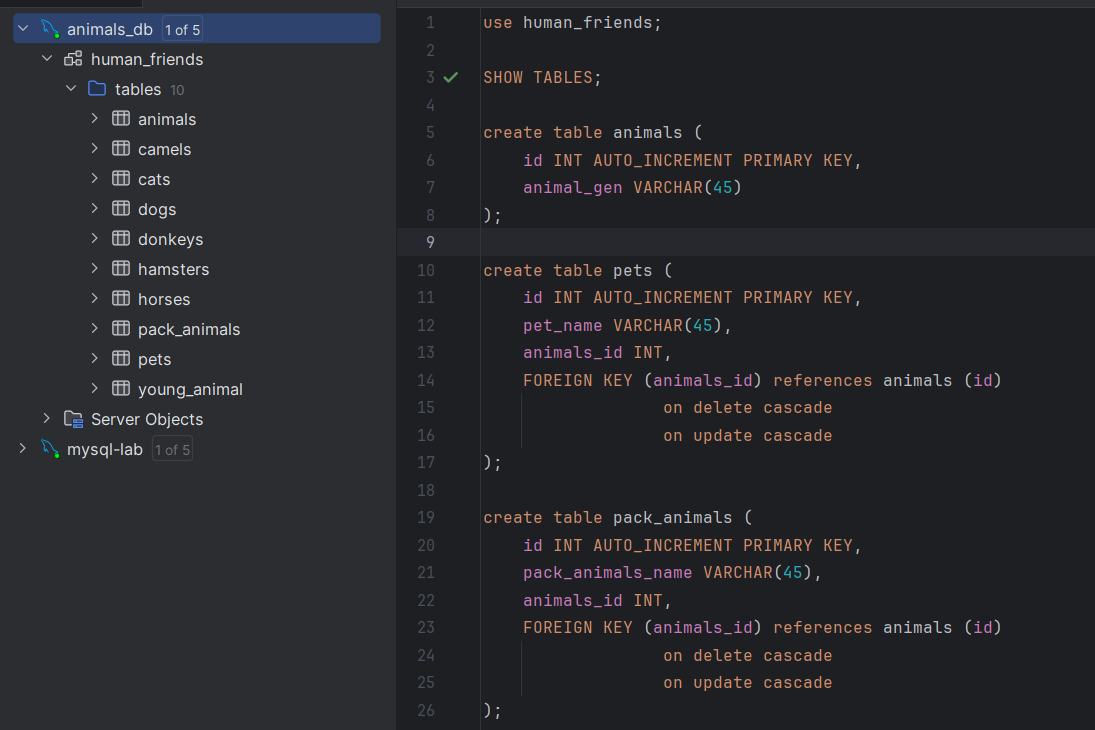 animals_db 1 of 5
human_friends
tables 10
animals
camels
cats
dogs
donkeys
hamsters
horses
pack_animals
pets
young_animal
Server Objects
mysql-lab 1 of 5
1 use human_friends;
2
3 SHOW TABLES;
4
5 create table animals (
6 id INT AUTO_INCREMENT PRIMARY KEY,
7 animal_gen VARCHAR(45)
8 );
9
10 create table pets (
11 id INT AUTO_INCREMENT PRIMARY KEY,
12 pet_name VARCHAR(45),
13 animals_id INT,
14 FOREIGN KEY (animals_id) references animals (id)
15 on delete cascade
16 on update cascade
17 );
18
19 create table pack_animals (
20 id INT AUTO_INCREMENT PRIMARY KEY,
21 pack_animals_name VARCHAR(45),
22 animals_id INT,
23 FOREIGN KEY (animals_id) references animals (id)
24 on delete cascade
25 on update cascade
26 );